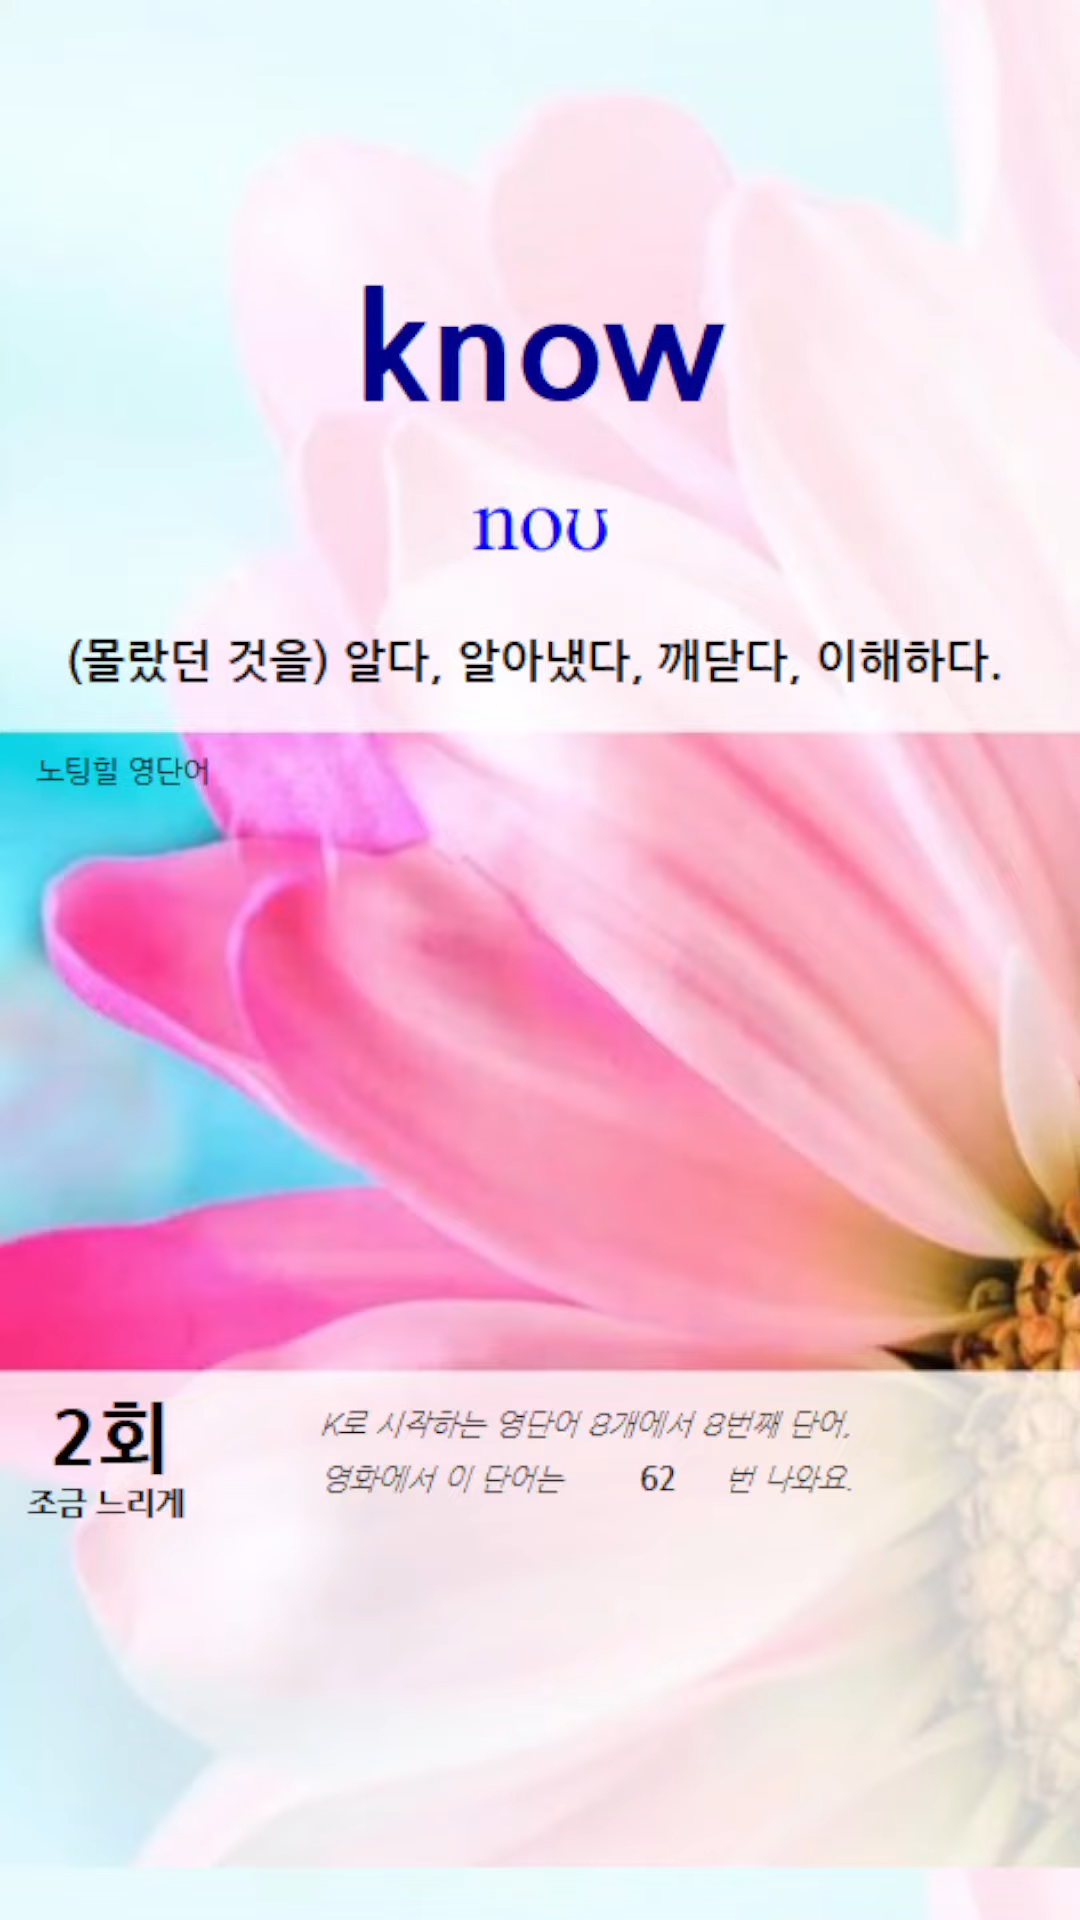 know
noʊ
(몰랐던 것을) 알다, 알아냈다, 깨닫다, 이해하다.
노팅힐 영단어
2회
조금 느리게
K로 시작하는 영단어 8개에서 8번째 단어,
영화에서 이 단어는 62 번 나와요.